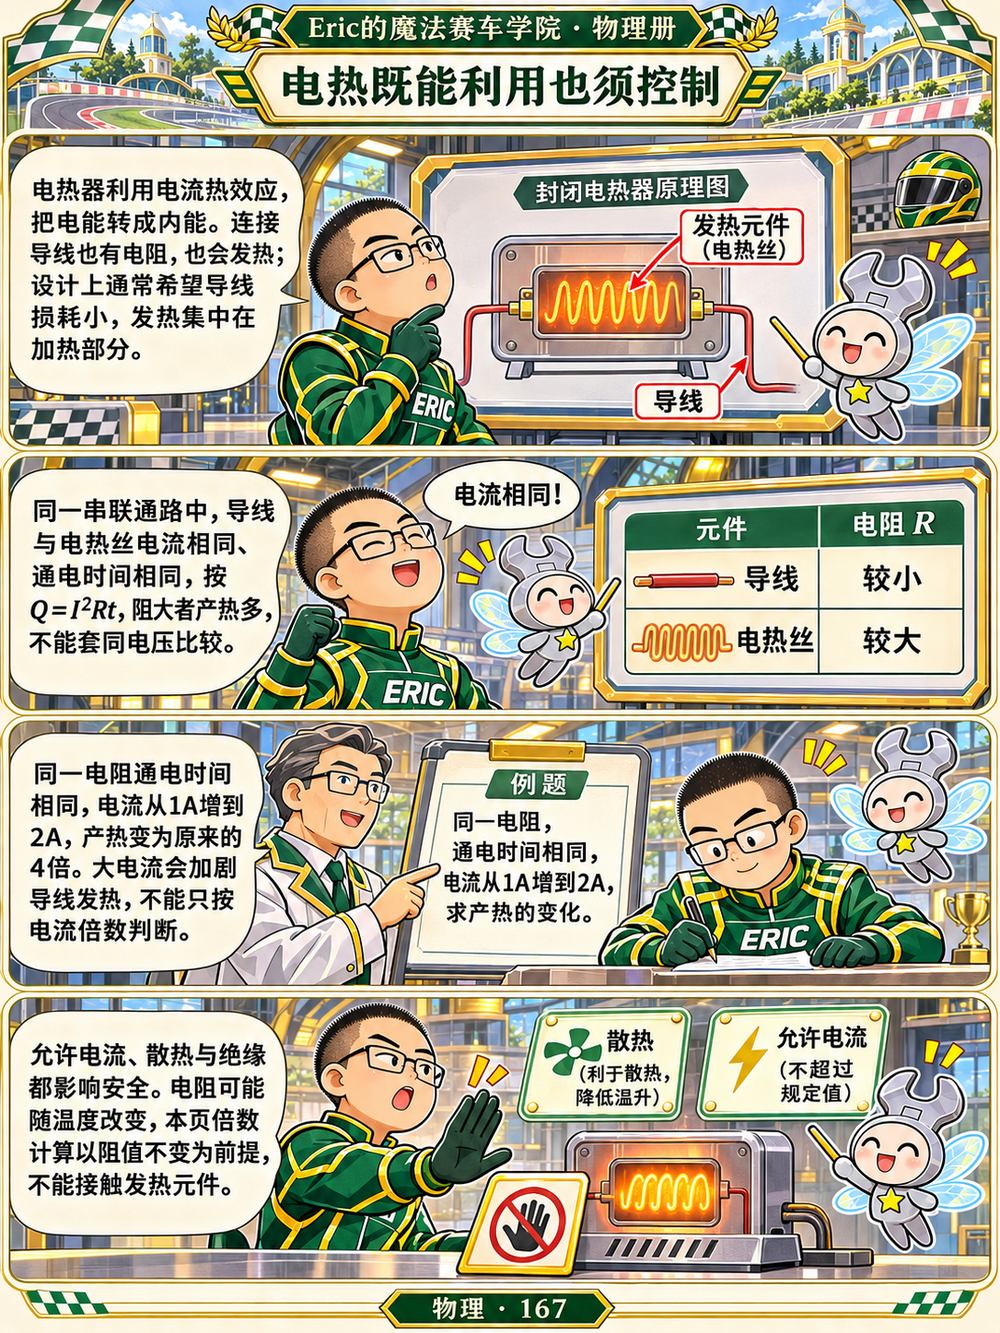 Eric的魔法赛车学院·物理册
电热既能利用也须控制
电热器利用电流热效应，
把电能转成内能。连接
导线也有电阻，也会发热；
设计上通常希望导线
损耗小，发热集中在
加热部分。
封闭电热器原理图
发热元件
（电热丝）
导线
ERIC
同一串联通路中，导线
与电热丝电流相同、
通电时间相同，按
Q=I²Rt，阻大者产热多，
不能套同电压比较。
电流相同！
元件 电阻 R
导线 较小
电热丝 较大
ERIC
同一电阻通电时间
相同，电流从1A增到
2A，产热变为原来的
4倍。大电流会加剧
导线发热，不能只按
电流倍数判断。
例题
同一电阻，
通电时间相同，
电流从1A增到2A，
求产热的变化。
ERIC
允许电流、散热与绝缘
都影响安全。电阻可能
随温度改变，本页倍数
计算以阻值不变为前提，
不能接触发热元件。
散热
（利于散热，
降低温升）
允许电流
（不超过
规定值）
物理·167